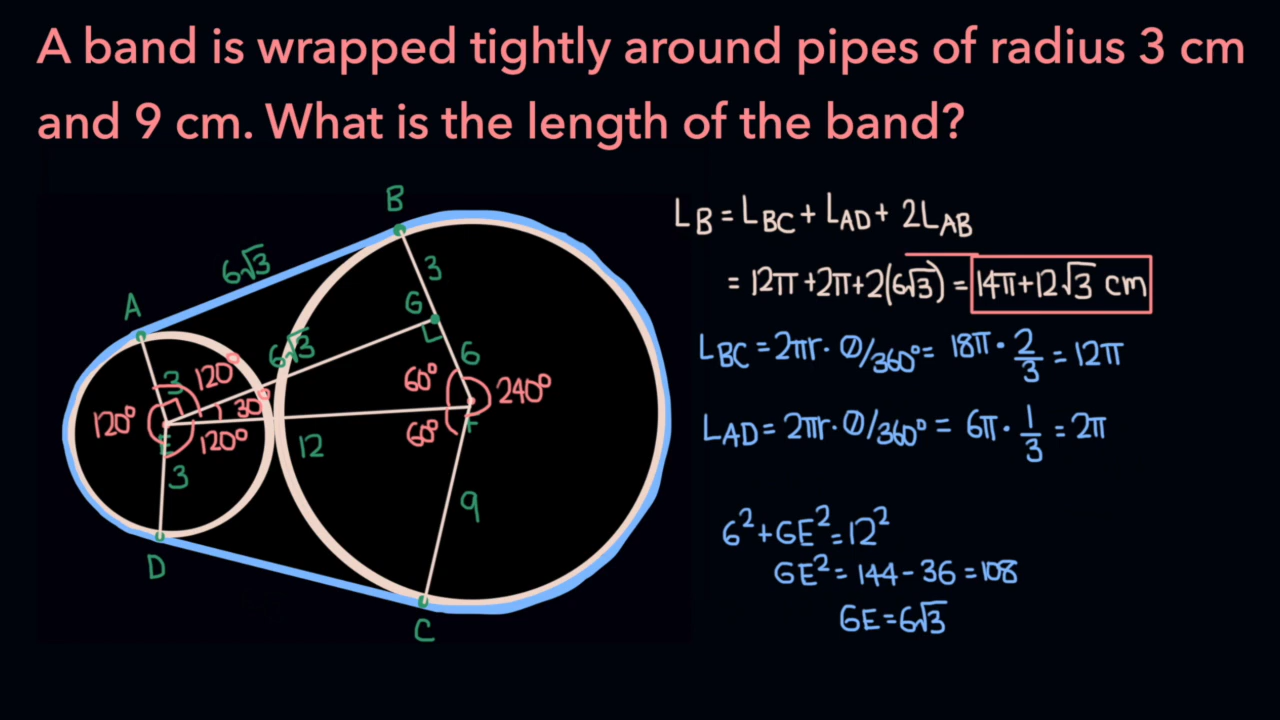 A band is wrapped tightly around pipes of radius 3 cm
and 9 cm. What is the length of the band?
B
6√3
3
A
G
6√3
6
3
120°
60°
240°
120°
30°
E
120°
12
60°
F
3
9
D
C
L_B = L_BC + L_AD + 2L_AB
= 12π + 2π + 2(6√3) = 14π + 12√3 cm
L_BC = 2πr · θ/360° = 18π · 2/3 = 12π
L_AD = 2πr · θ/360° = 6π · 1/3 = 2π
6² + GE² = 12²
GE² = 144 - 36 = 108
GE = 6√3